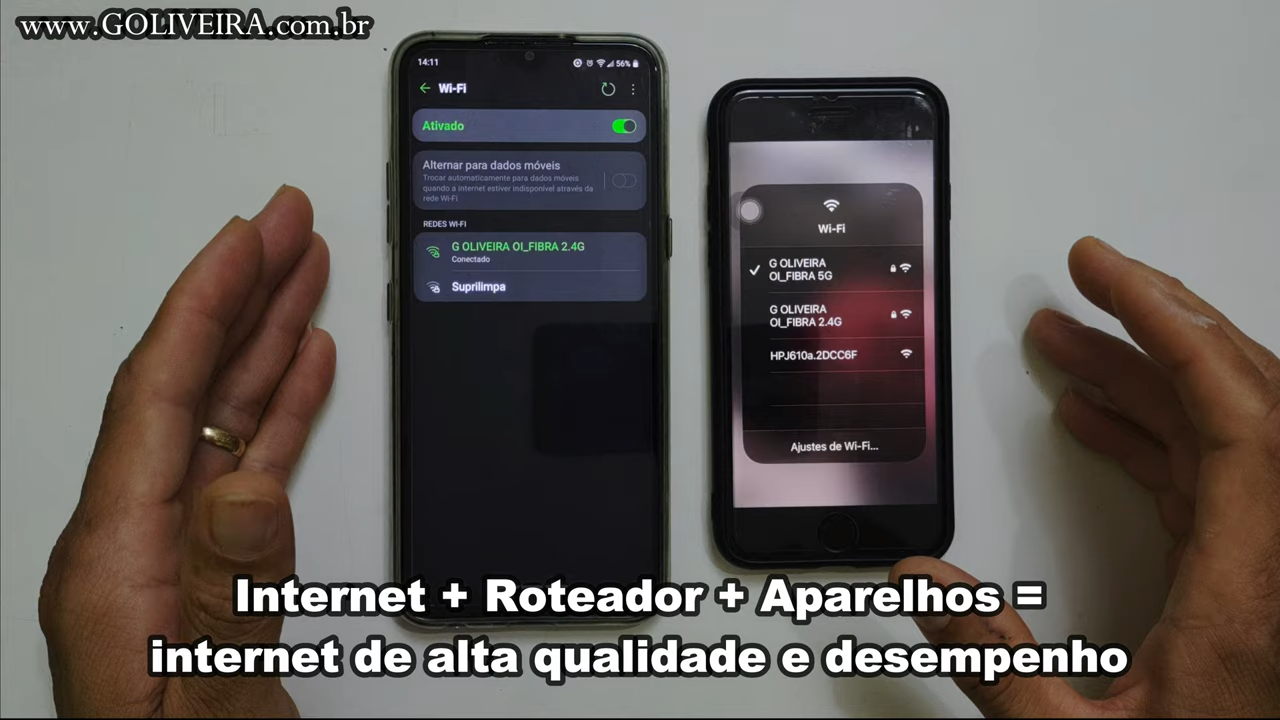 www.GOLIVEIRA.com.br
14:11
56%
Wi-Fi
Ativado
Alternar para dados móveis
Trocar automaticamente para dados móveis
quando a internet estiver indisponível através da
rede Wi-Fi
REDES WI-FI
G OLIVEIRA OI_FIBRA 2.4G
Conectado
Suprilimpa
Wi-Fi
G OLIVEIRA
OI_FIBRA 5G
G OLIVEIRA
OI_FIBRA 2.4G
HPJ610a.2DCC6F
Ajustes de Wi-Fi...
Internet + Roteador + Aparelhos =
internet de alta qualidade e desempenho